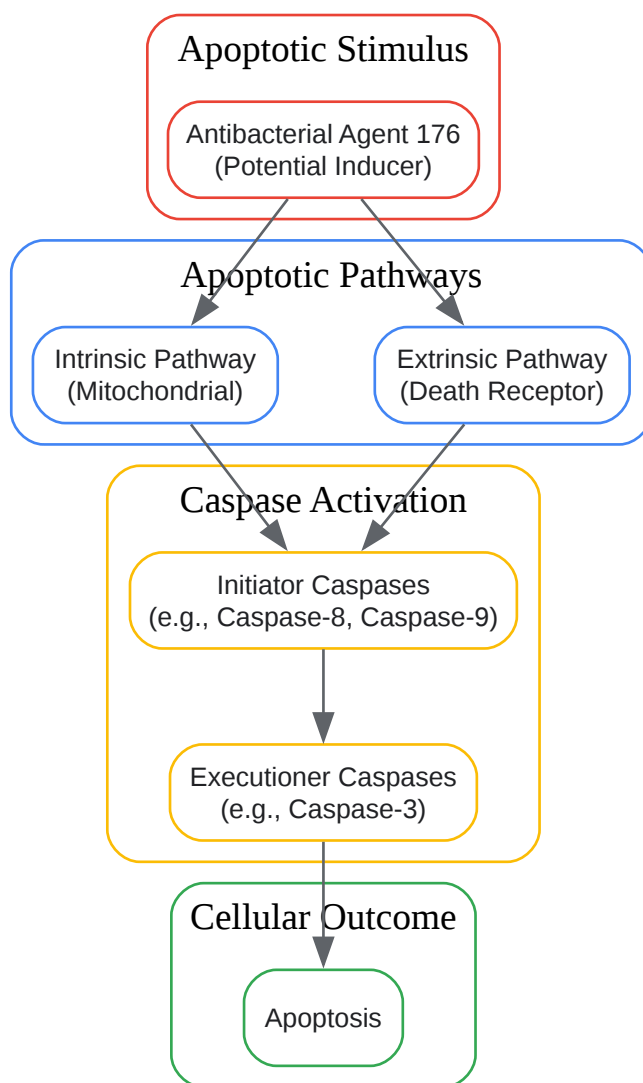 Apoptotic Stimulus
Antibacterial Agent 176
(Potential Inducer)
Apoptotic Pathways
Intrinsic Pathway
(Mitochondrial)
Extrinsic Pathway
(Death Receptor)
Caspase Activation
Initiator Caspases
(e.g., Caspase-8, Caspase-9)
Executioner Caspases
(e.g., Caspase-3)
Cellular Outcome
Apoptosis